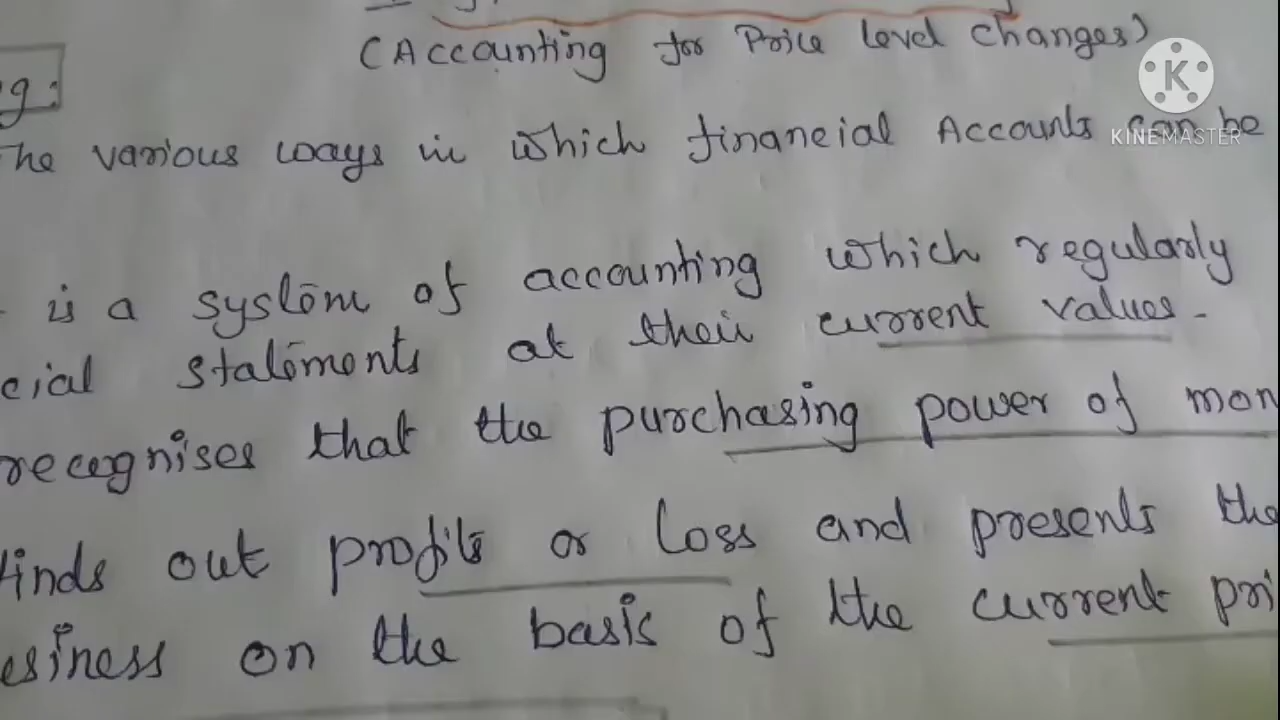 (Accounting for Price level changes)
g:
The various ways in which financial Accounts can be
is a system of accounting which regularly
cial statements at their current values.
recognises that the purchasing power of mon
finds out profits or loss and presents the
esiness on the basis of the current pri
K
KINEMASTER